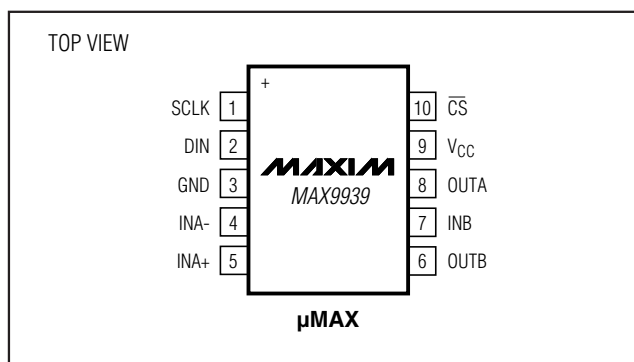 TOP VIEW
+
SCLK 1
DIN 2
GND 3
INA- 4
INA+ 5
10 C̅S̅
9 VCC
8 OUTA
7 INB
6 OUTB
MAXIM
MAX9939
µMAX